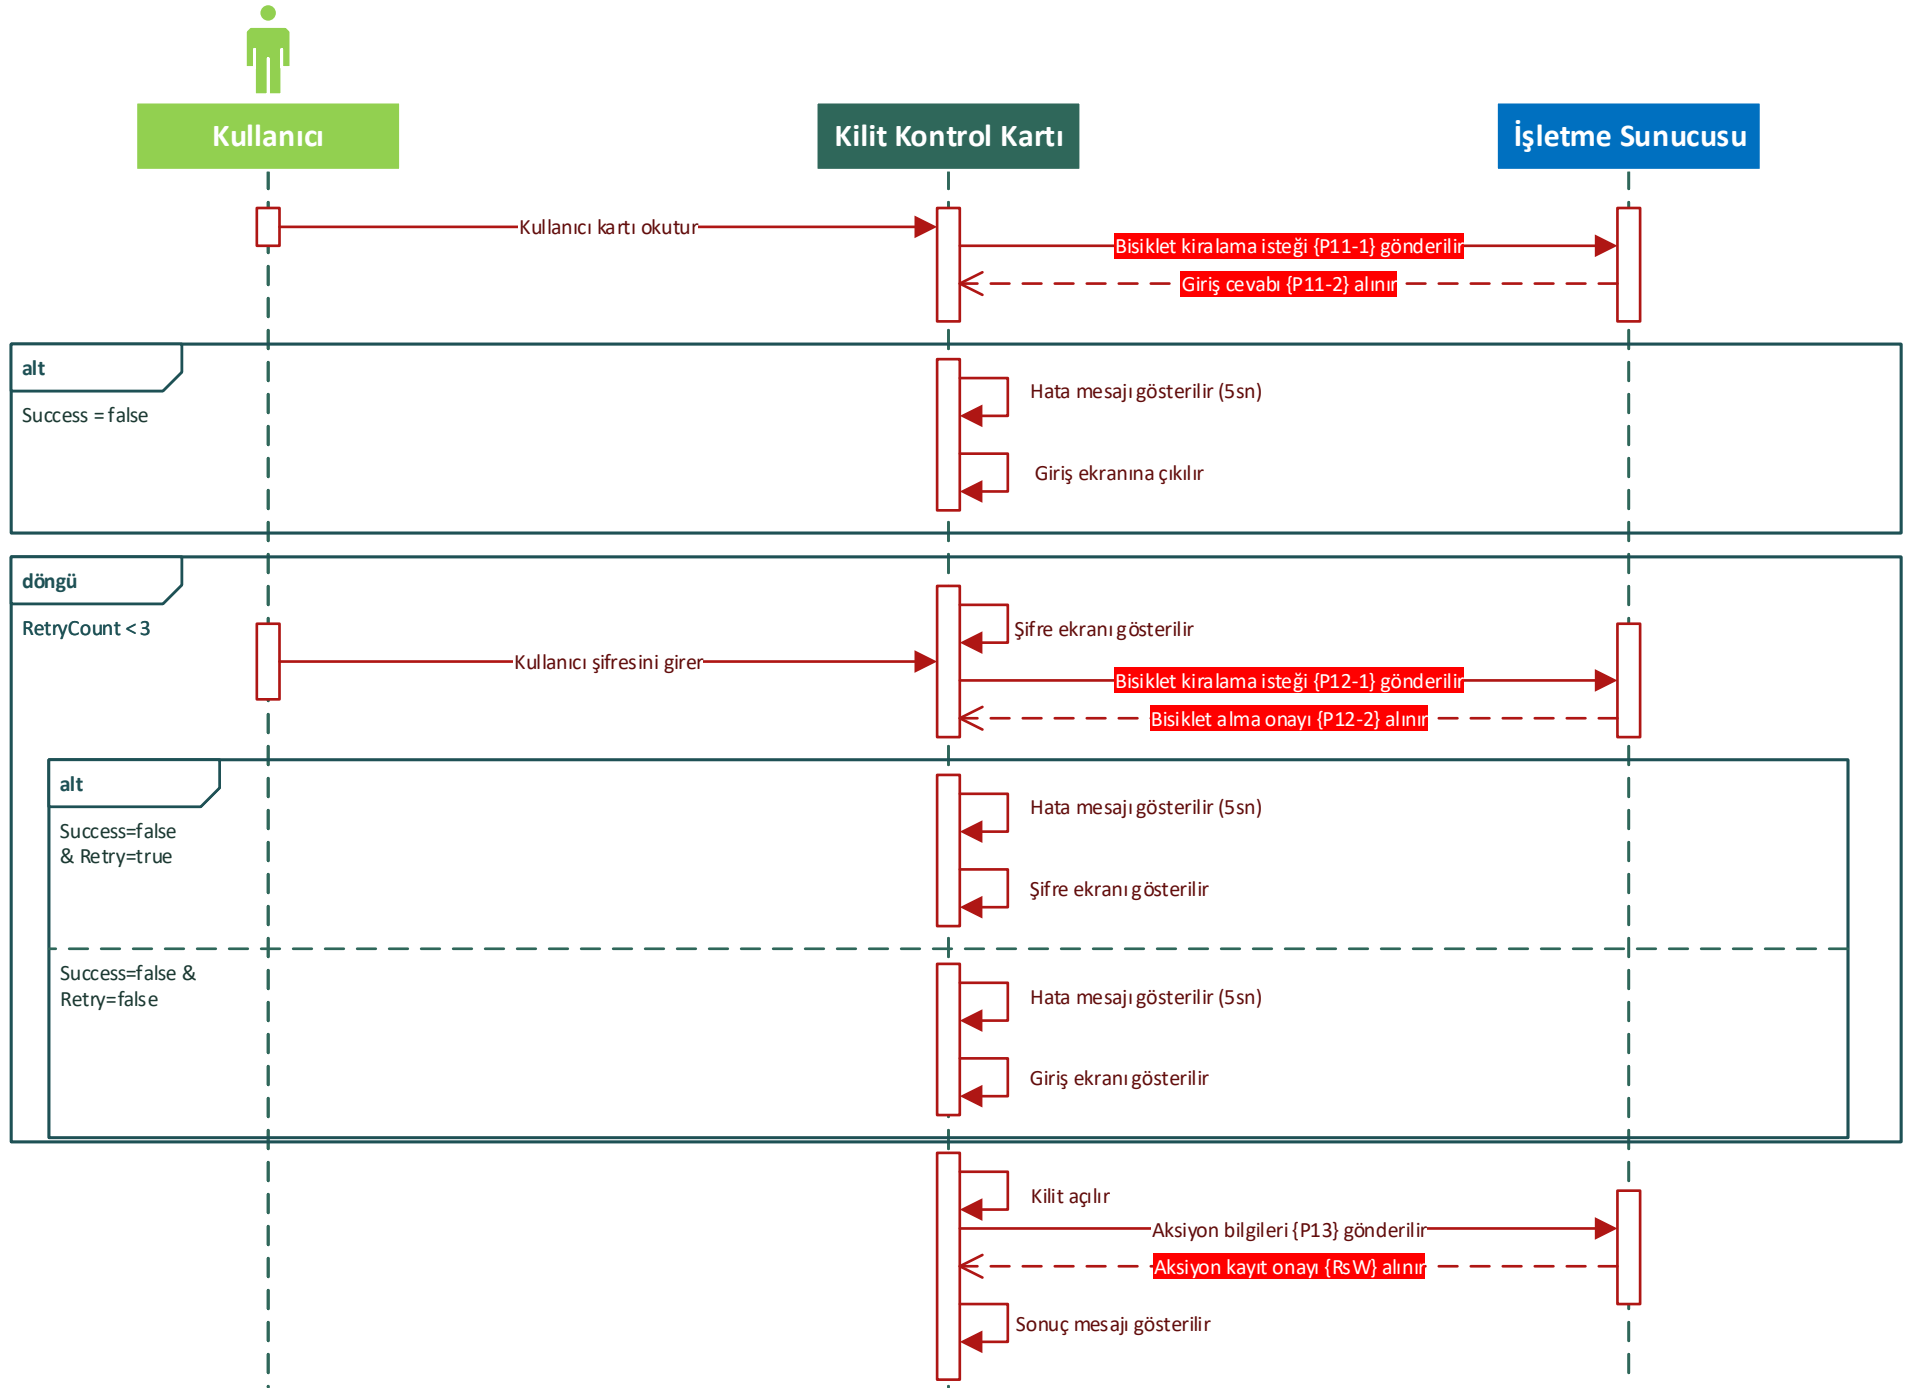 Kullanıcı
Kilit Kontrol Kartı
İşletme Sunucusu
Kullanıcı kartı okutur
Bisiklet kiralama isteği {P11-1} gönderilir
Giriş cevabı {P11-2} alınır
alt
Success = false
Hata mesajı gösterilir (5sn)
Giriş ekranına çıkılır
döngü
RetryCount < 3
Şifre ekranı gösterilir
Kullanıcı şifresini girer
Bisiklet kiralama isteği {P12-1} gönderilir
Bisiklet alma onayı {P12-2} alınır
alt
Success=false
& Retry=true
Hata mesajı gösterilir (5sn)
Şifre ekranı gösterilir
Success=false &
Retry=false
Hata mesajı gösterilir (5sn)
Giriş ekranı gösterilir
Kilit açılır
Aksiyon bilgileri {P13} gönderilir
Aksiyon kayıt onayı {RsW} alınır
Sonuç mesajı gösterilir